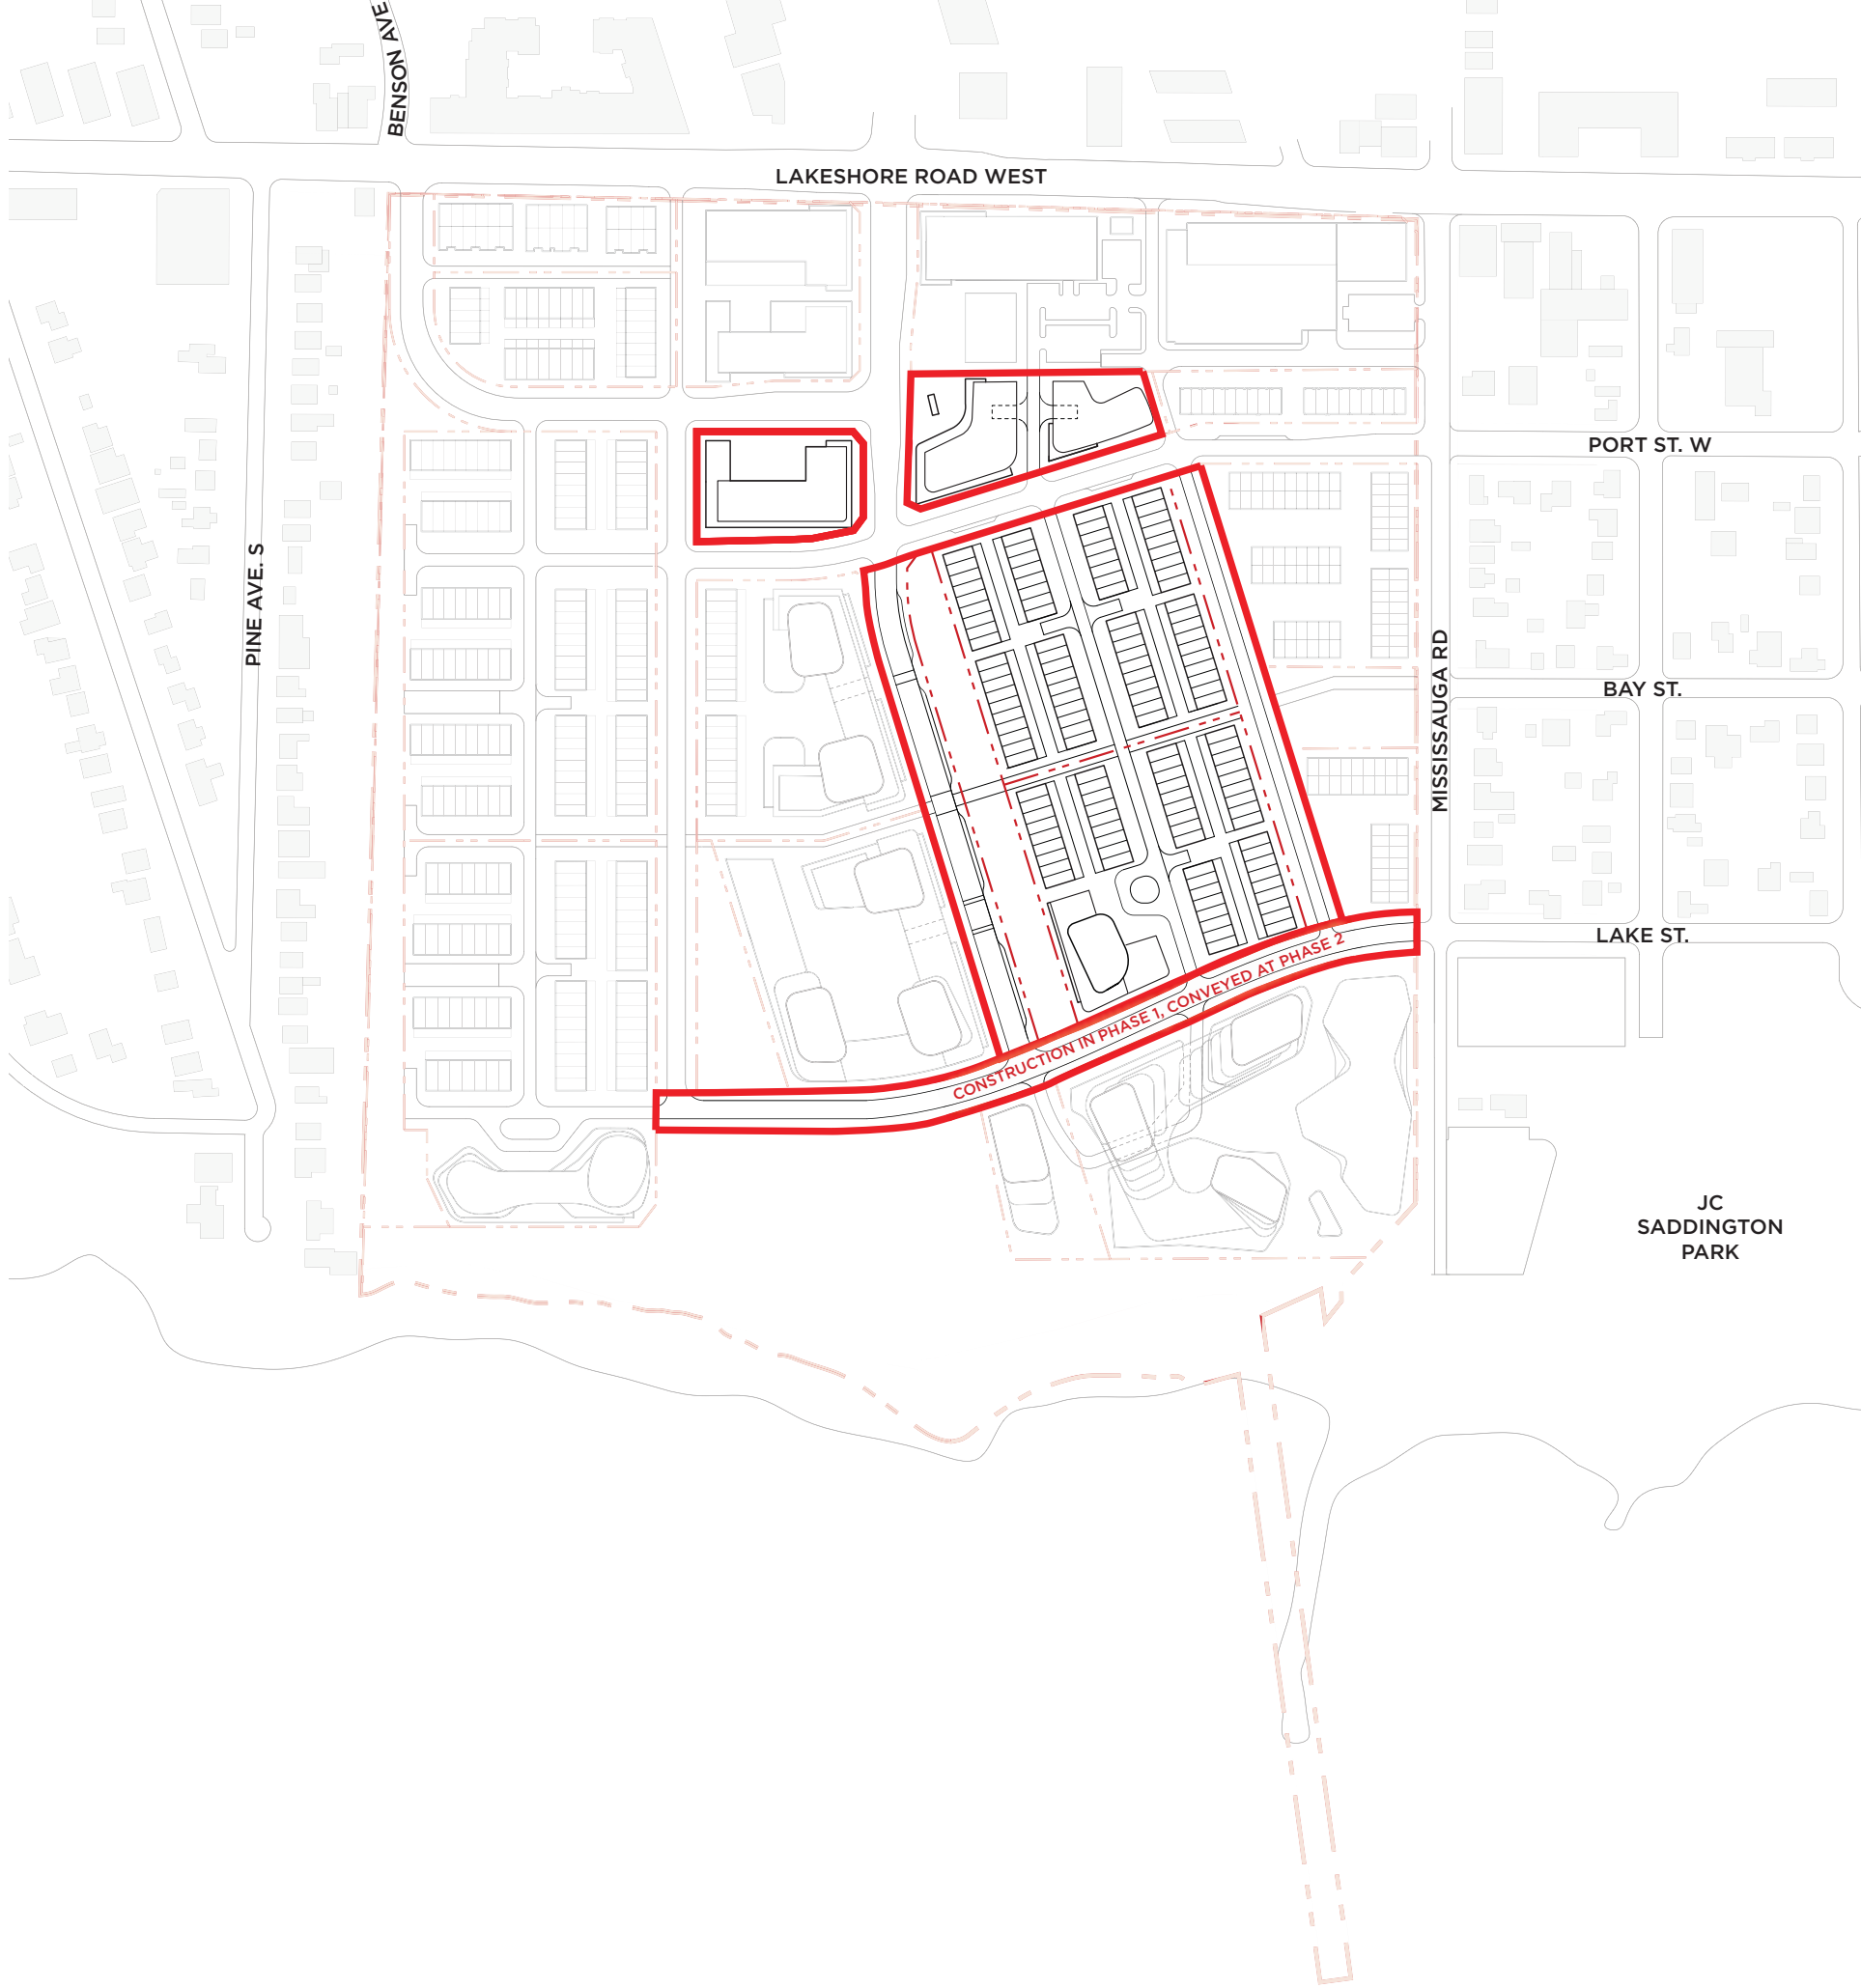 BENSON AVE
LAKESHORE ROAD WEST
PORT ST. W
PINE AVE. S
MISSISSAUGA RD
BAY ST.
LAKE ST.
CONSTRUCTION IN PHASE 1, CONVEYED AT PHASE 2
JC
SADDINGTON
PARK